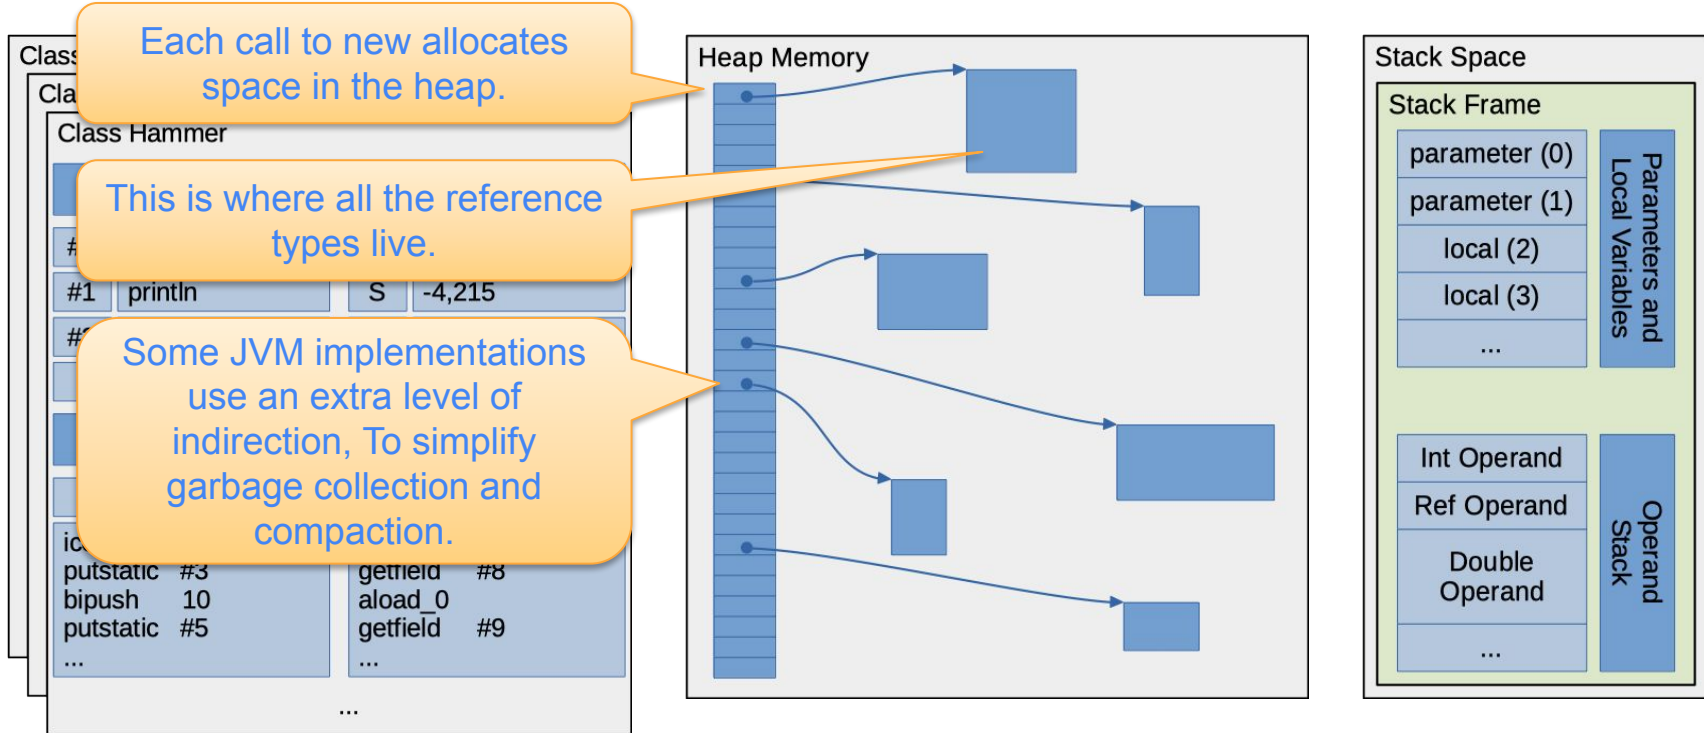 Each call to new allocates
space in the heap.
This is where all the reference
types live.
Some JVM implementations
use an extra level of
indirection, To simplify
garbage collection and
compaction.
Class Hammer
#1 println S -4,215
putstatic #3
bipush 10
putstatic #5
...
getfield #8
aload_0
getfield #9
...
...
Heap Memory
Stack Space
Stack Frame
parameter (0)
parameter (1)
local (2)
local (3)
...
Parameters and
Local Variables
Int Operand
Ref Operand
Double
Operand
...
Operand
Stack